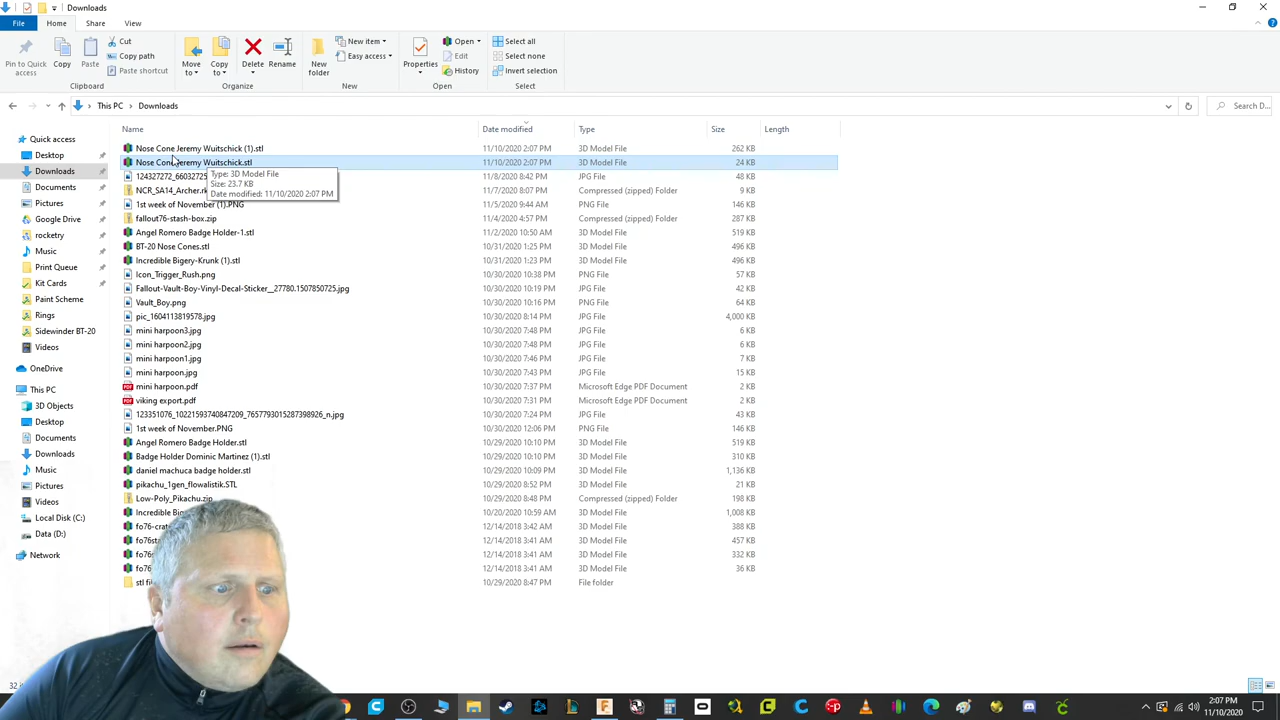 Downloads
File Home Share View
Pin to Quick access
Copy
Paste
Cut
Copy path
Paste shortcut
Clipboard
Move to
Copy to
Delete
Rename
Organize
New folder
New item
Easy access
New
Properties
Open
Edit
History
Open
Select all
Select none
Invert selection
Select
This PC > Downloads Search D...
Name Date modified Type Size Length
Nose Cone Jeremy Wuitschick (1).stl 11/10/2020 2:07 PM 3D Model File 262 KB
Nose Cone Jeremy Wuitschick.stl 11/10/2020 2:07 PM 3D Model File 24 KB
Type: 3D Model File
Size: 23.7 KB
Date modified: 11/10/2020 2:07 PM
124327272_66032725 11/8/2020 8:42 PM JPG File 48 KB
NCR_SA14_Archer.rk 11/7/2020 8:07 PM Compressed (zipped) Folder 9 KB
1st week of November (1).PNG 11/5/2020 9:44 AM PNG File 146 KB
fallout76-stash-box.zip 11/4/2020 4:57 PM Compressed (zipped) Folder 287 KB
Angel Romero Badge Holder-1.stl 11/2/2020 10:50 AM 3D Model File 519 KB
BT-20 Nose Cones.stl 10/31/2020 1:25 PM 3D Model File 496 KB
Incredible Bigery-Krunk (1).stl 10/31/2020 1:23 PM 3D Model File 496 KB
Icon_Trigger_Rush.png 10/30/2020 10:38 PM PNG File 57 KB
Fallout-Vault-Boy-Vinyl-Decal-Sticker__27780.1507850725.jpg 10/30/2020 10:19 PM JPG File 42 KB
Vault_Boy.png 10/30/2020 10:16 PM PNG File 64 KB
pic_1604113819578.jpg 10/30/2020 8:14 PM JPG File 4,000 KB
mini harpoon3.jpg 10/30/2020 7:48 PM JPG File 6 KB
mini harpoon2.jpg 10/30/2020 7:48 PM JPG File 6 KB
mini harpoon1.jpg 10/30/2020 7:46 PM JPG File 7 KB
mini harpoon.jpg 10/30/2020 7:43 PM JPG File 15 KB
mini harpoon.pdf 10/30/2020 7:37 PM Microsoft Edge PDF Document 2 KB
viking export.pdf 10/30/2020 7:31 PM Microsoft Edge PDF Document 2 KB
123351076_10221593740847209_7657793015287398926_n.jpg 10/30/2020 7:24 PM JPG File 43 KB
1st week of November.PNG 10/30/2020 12:06 PM PNG File 146 KB
Angel Romero Badge Holder.stl 10/29/2020 10:10 PM 3D Model File 519 KB
Badge Holder Dominic Martinez (1).stl 10/29/2020 10:10 PM 3D Model File 310 KB
daniel machuca badge holder.stl 10/29/2020 10:09 PM 3D Model File 1,136 KB
pikachu_1gen_flowalistik.STL 10/29/2020 8:52 PM 3D Model File 21 KB
Low-Poly_Pikachu.zip 10/29/2020 8:48 PM Compressed (zipped) Folder 198 KB
Incredible Big 10/20/2020 10:59 AM 3D Model File 1,008 KB
fo76-crat 12/14/2018 3:42 AM 3D Model File 388 KB
fo76sta 12/14/2018 3:41 AM 3D Model File 457 KB
fo76 12/14/2018 3:41 AM 3D Model File 332 KB
fo76 12/14/2018 3:41 AM 3D Model File 36 KB
stl fi 10/29/2020 8:47 PM File folder
Quick access
Desktop
Downloads
Documents
Pictures
Google Drive
rocketry
Music
Print Queue
Kit Cards
Paint Scheme
Rings
Sidewinder BT-20
Videos
OneDrive
This PC
3D Objects
Desktop
Documents
Downloads
Music
Pictures
Videos
Local Disk (C:)
Data (D:)
Network
32
2:07 PM
11/10/2020